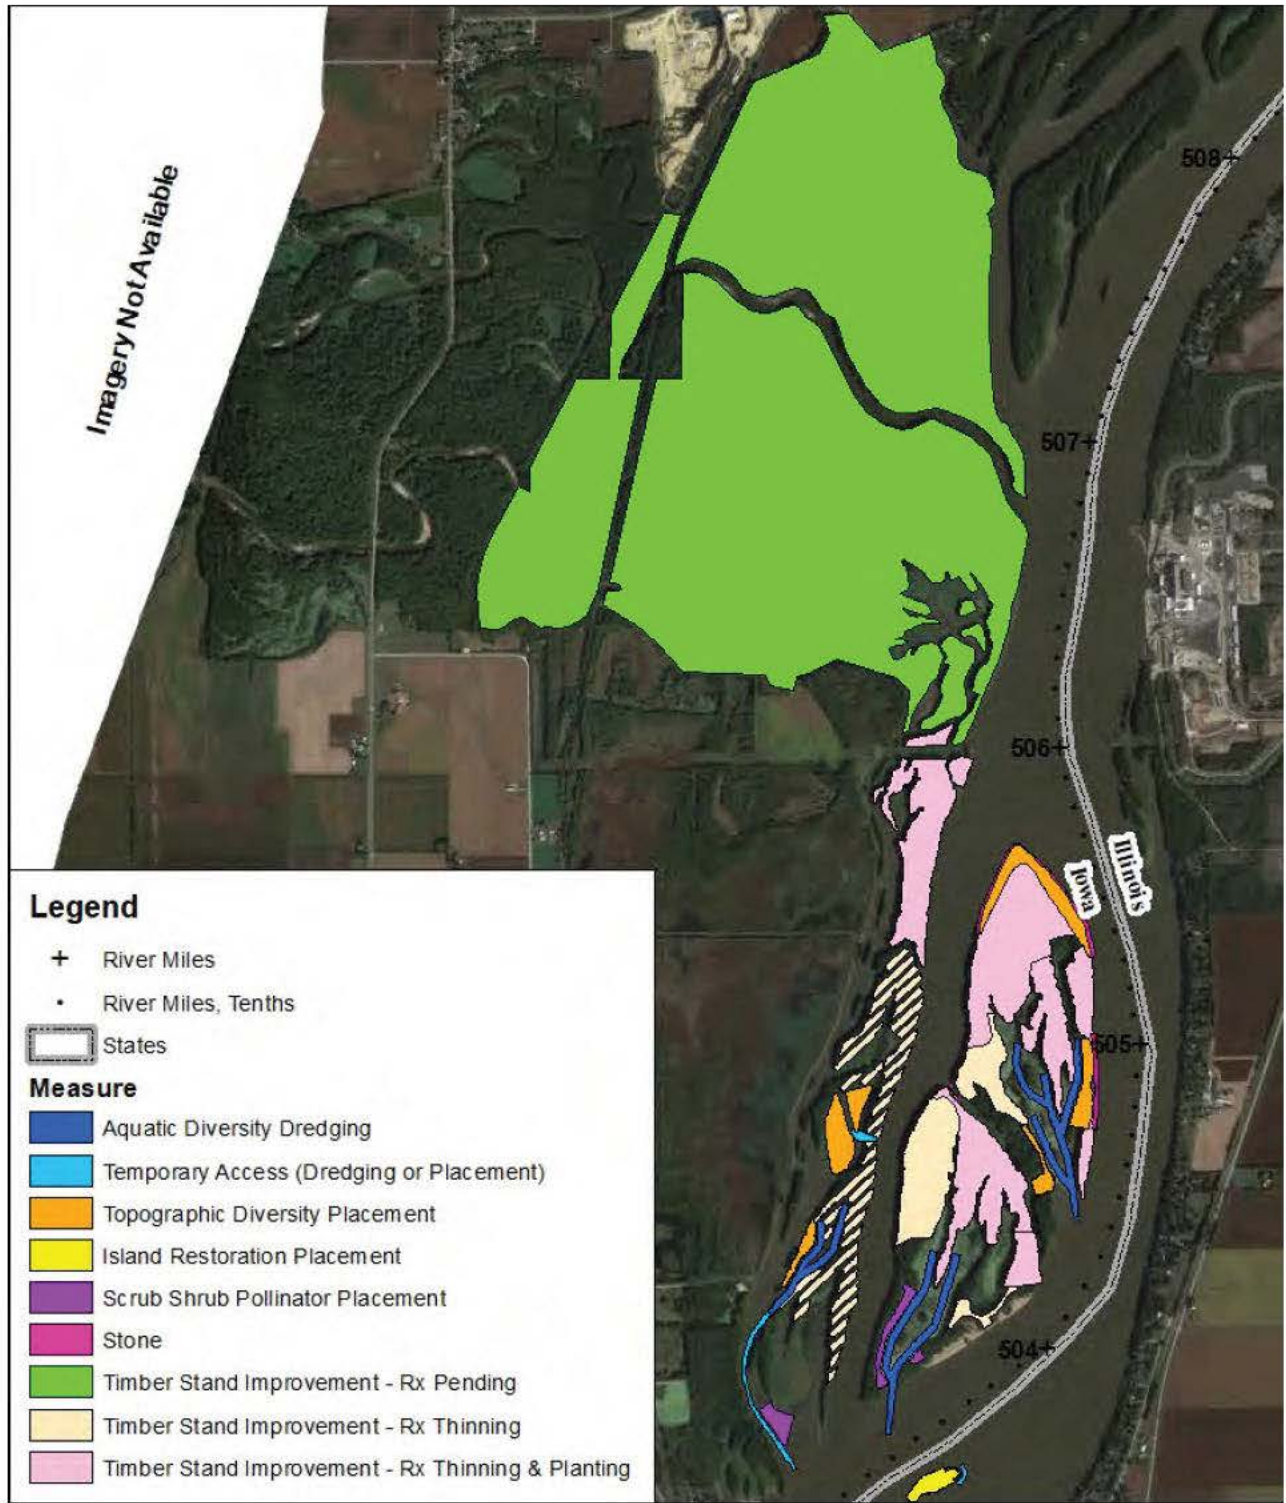 508+
Imagery Not Available
507+
506+
Illinois
Iowa
505+
504+
Legend
+ River Miles
· River Miles, Tenths
States
Measure
Aquatic Diversity Dredging
Temporary Access (Dredging or Placement)
Topographic Diversity Placement
Island Restoration Placement
Scrub Shrub Pollinator Placement
Stone
Timber Stand Improvement - Rx Pending
Timber Stand Improvement - Rx Thinning
Timber Stand Improvement - Rx Thinning & Planting